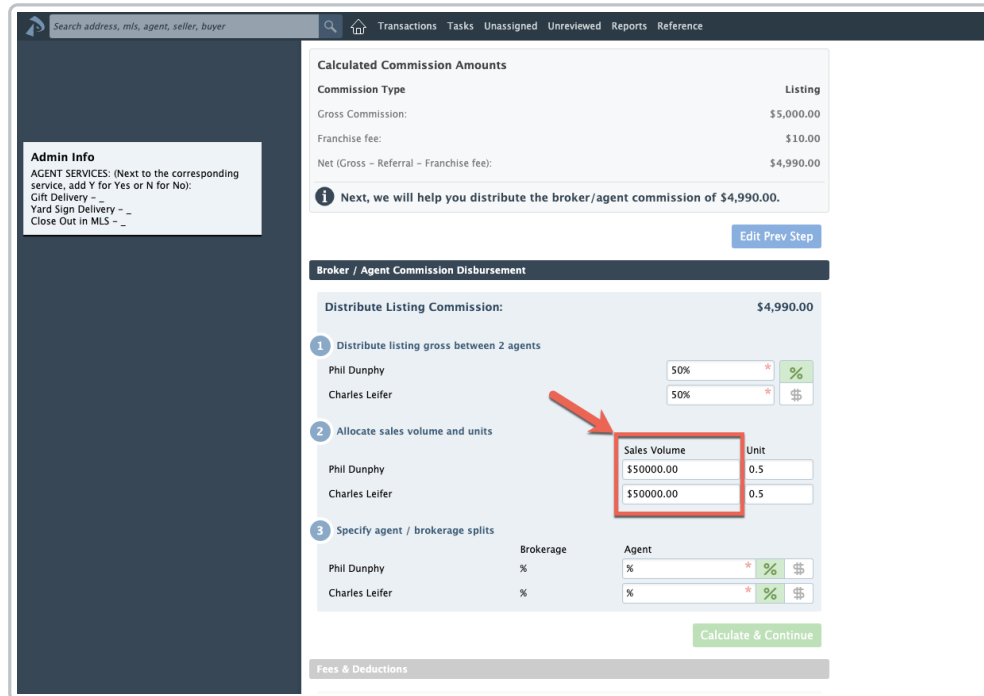 Search address, mls, agent, seller, buyer
Transactions Tasks Unassigned Unreviewed Reports Reference
Admin Info
AGENT SERVICES: (Next to the corresponding
service, add Y for Yes or N for No):
Gift Delivery - _
Yard Sign Delivery - _
Close Out in MLS - _
Calculated Commission Amounts
Commission Type Listing
Gross Commission: $5,000.00
Franchise fee: $10.00
Net (Gross - Referral - Franchise fee): $4,990.00
i Next, we will help you distribute the broker/agent commission of $4,990.00.
Edit Prev Step
Broker / Agent Commission Disbursement
Distribute Listing Commission: $4,990.00
1 Distribute listing gross between 2 agents
Phil Dunphy 50% * %
Charles Leifer 50% * $
2 Allocate sales volume and units
Sales Volume Unit
Phil Dunphy $50000.00 0.5
Charles Leifer $50000.00 0.5
3 Specify agent / brokerage splits
Brokerage Agent
Phil Dunphy % % * % $
Charles Leifer % % * % $
Calculate & Continue
Fees & Deductions